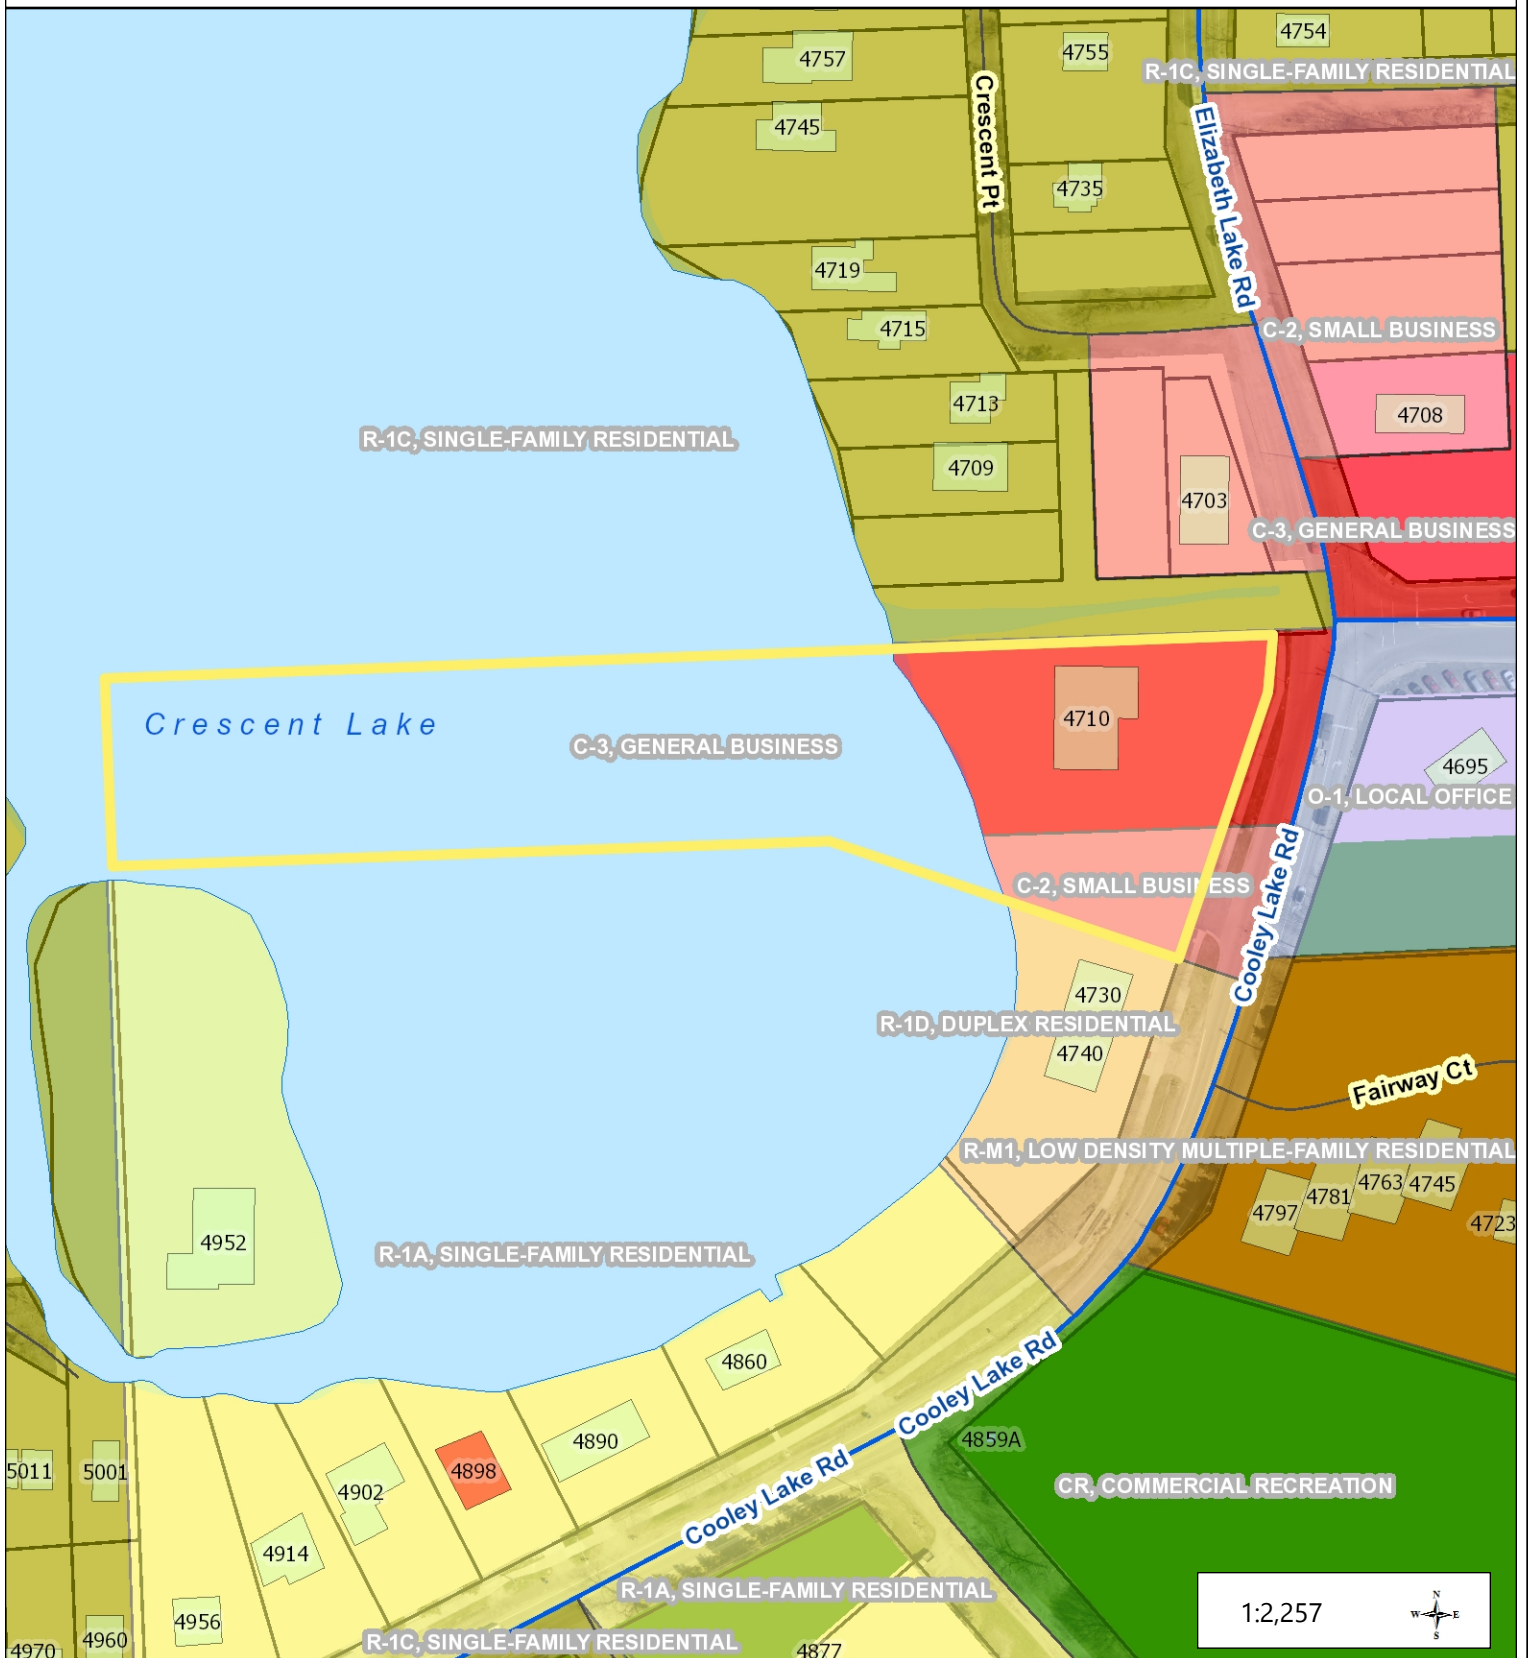 4754
4757
4755
R-1C, SINGLE-FAMILY RESIDENTIAL
Crescent Pt
4745
Elizabeth Lake Rd
4735
4719
4715
C-2, SMALL BUSINESS
4713
4708
R-1C, SINGLE-FAMILY RESIDENTIAL
4709
4703
C-3, GENERAL BUSINESS
Crescent Lake
4710
C-3, GENERAL BUSINESS
4695
O-1, LOCAL OFFICE
Cooley Lake Rd
C-2, SMALL BUSINESS
4730
R-1D, DUPLEX RESIDENTIAL
4740
Fairway Ct
R-M1, LOW DENSITY MULTIPLE-FAMILY RESIDENTIAL
4763
4745
4781
4797
4723
4952
R-1A, SINGLE-FAMILY RESIDENTIAL
4860
Cooley Lake Rd
4890
4859A
5011
5001
4898
4902
CR, COMMERCIAL RECREATION
Cooley Lake Rd
4914
R-1A, SINGLE-FAMILY RESIDENTIAL
1:2,257
N
W
E
S
4956
4960
R-1C, SINGLE-FAMILY RESIDENTIAL
4970
4877